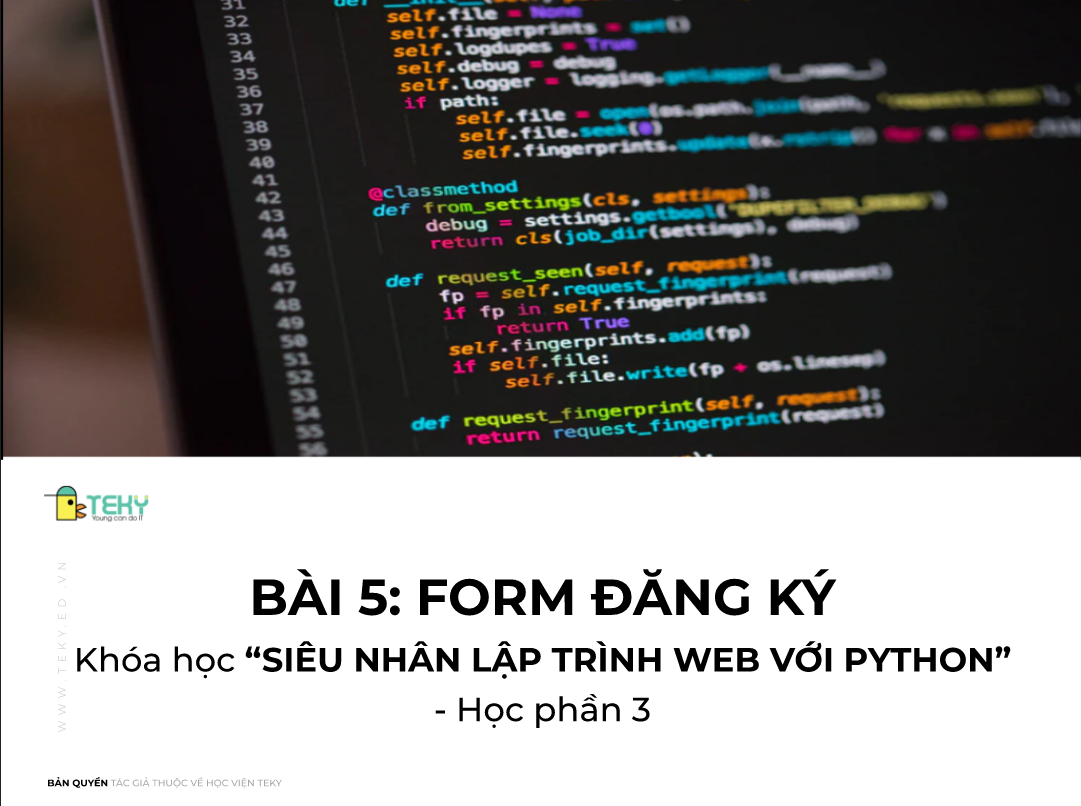 31 def __init__(self,
32 self.file = None
33 self.fingerprints = set()
34 self.logdupes = True
35 self.debug = debug
36 self.logger = logging.getLogger(__name__)
37 if path:
38 self.file = open(os.path.join(path, 'requests.seen'),
39 self.file.seek(0)
40 self.fingerprints.update(x.rstrip() for x in self.file
41
42 @classmethod
43 def from_settings(cls, settings):
44 debug = settings.getbool("DUPEFILTER_DEBUG")
45 return cls(job_dir(settings), debug)
46
47 def request_seen(self, request):
48 fp = self.request_fingerprint(request)
49 if fp in self.fingerprints:
50 return True
51 self.fingerprints.add(fp)
52 if self.file:
53 self.file.write(fp + os.linesep)
54
55 def request_fingerprint(self, request):
56 return request_fingerprint(request)
TEKY
Young can do IT
WWW.TEKY.ED.VN
BÀI 5: FORM ĐĂNG KÝ
Khóa học “SIÊU NHÂN LẬP TRÌNH WEB VỚI PYTHON”
- Học phần 3
BẢN QUYỀN TÁC GIẢ THUỘC VỀ HỌC VIỆN TEKY